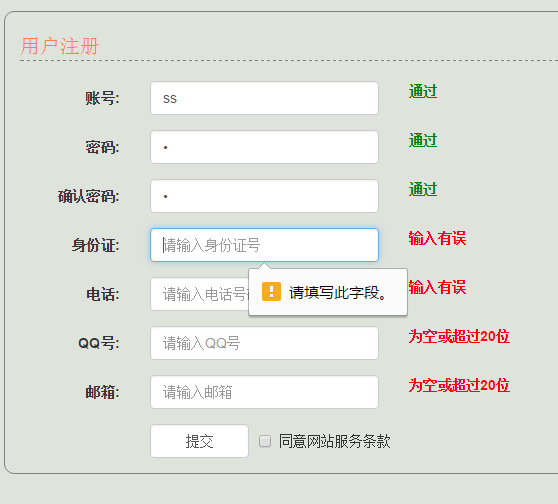 用户注册
账号: ss 通过
密码: • 通过
确认密码: • 通过
身份证: 请输入身份证号 输入有误
请填写此字段。
电话: 请输入电话号 输入有误
QQ号: 请输入QQ号 为空或超过20位
邮箱: 请输入邮箱 为空或超过20位
提交 同意网站服务条款